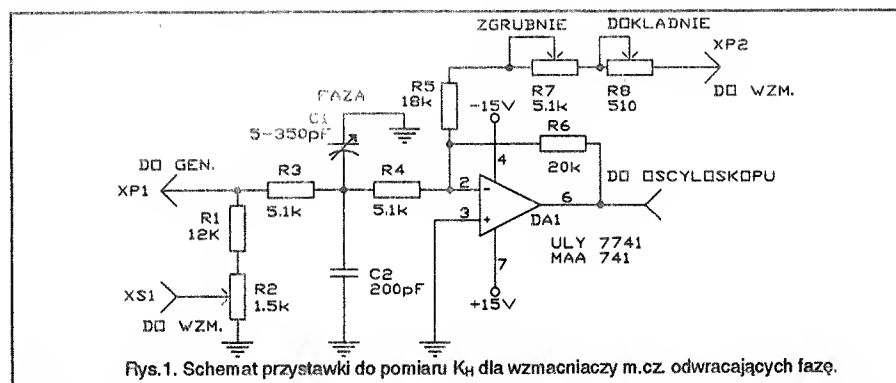 ZGRUBNIE
DOKŁADNIE
XP2
DO WZM.
R5
18k
R7
5.1k
R8
510
FAZA
C1
5-350pF
-15V
4
R6
20k
DO GEN.
XP1
R3
5.1k
R4
5.1k
2
3
6
DA1
DO OSCYLOSKOPU
ULY 7741
MAA 741
7
+15V
R1
12K
C2
200pF
XS1
R2
1.5k
DO WZM.
Rys.1. Schemat przystawki do pomiaru KH dla wzmacniaczy m.cz. odwracających fazę.